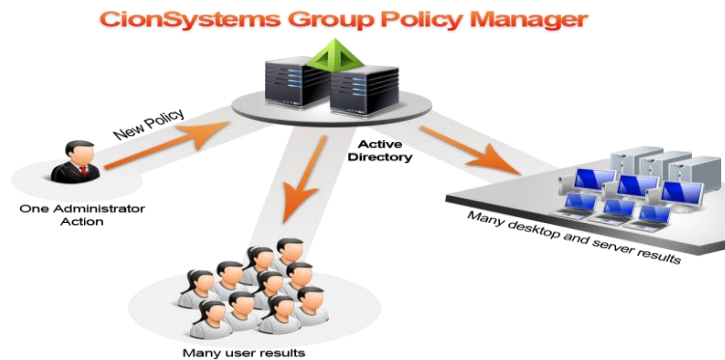 CionSystems Group Policy Manager
New Policy
Active
Directory
One Administrator
Action
Many desktop and server results
Many user results